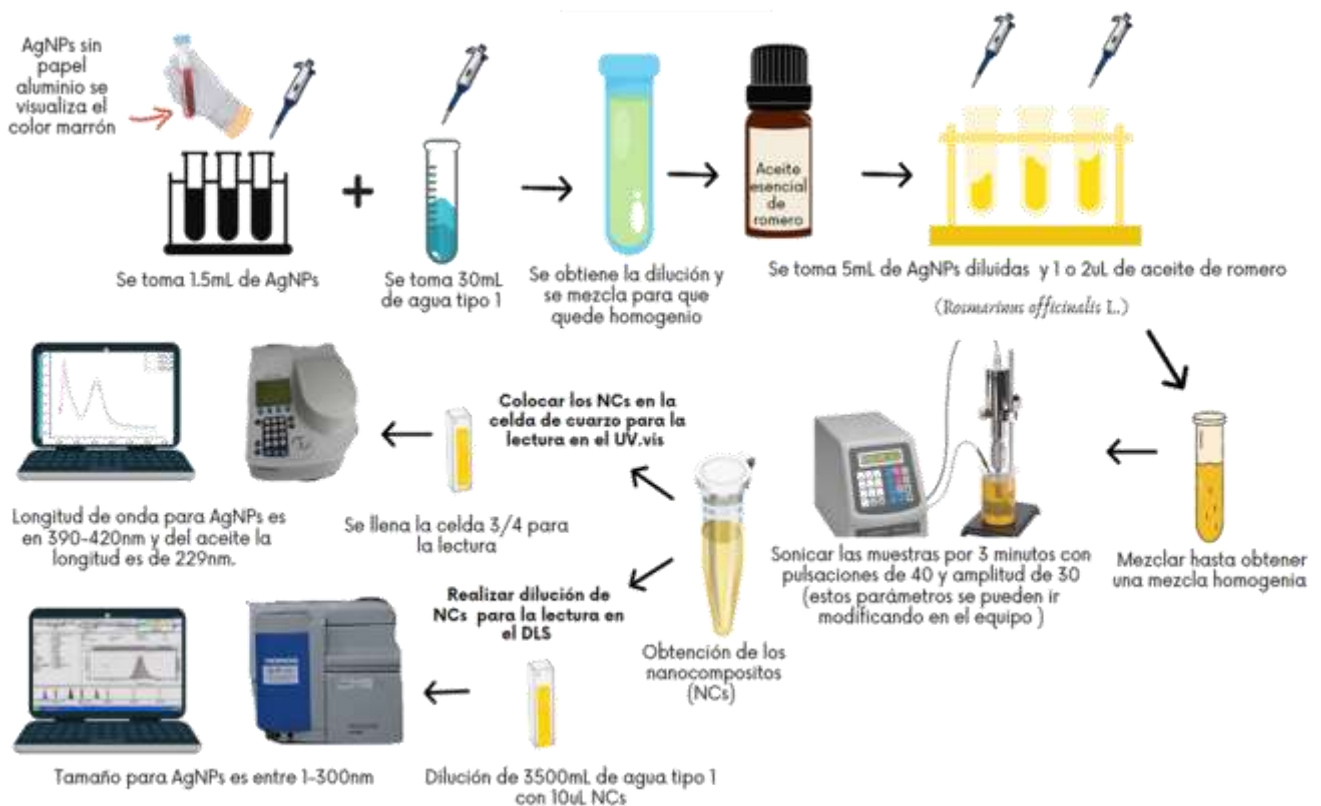 AgNPs sin
papel
aluminio se
visualiza el
color marrón
Se toma 1.5mL de AgNPs
Se toma 30mL
de agua tipo 1
Se obtiene la dilución y
se mezcla para que
quede homogenio
Aceite
esencial
de
romero
Se toma 5mL de AgNPs diluidas y 1 o 2uL de aceite de romero
(Rosmarinus officinalis L.)
Mezclar hasta obtener
una mezcla homogenia
Sonicar las muestras por 3 minutos con
pulsaciones de 40 y amplitud de 30
(estos parámetros se pueden ir
modificando en el equipo )
Obtención de los
nanocompositos
(NCs)
Colocar los NCs en la
celda de cuarzo para la
lectura en el UV.vis
Se llena la celda 3/4 para
la lectura
Longitud de onda para AgNPs es
en 390-420nm y del aceite la
longitud es de 229nm.
Realizar dilución de
NCs para la lectura en
el DLS
Dilución de 3500mL de agua tipo 1
con 10uL NCs
Tamaño para AgNPs es entre 1-300nm